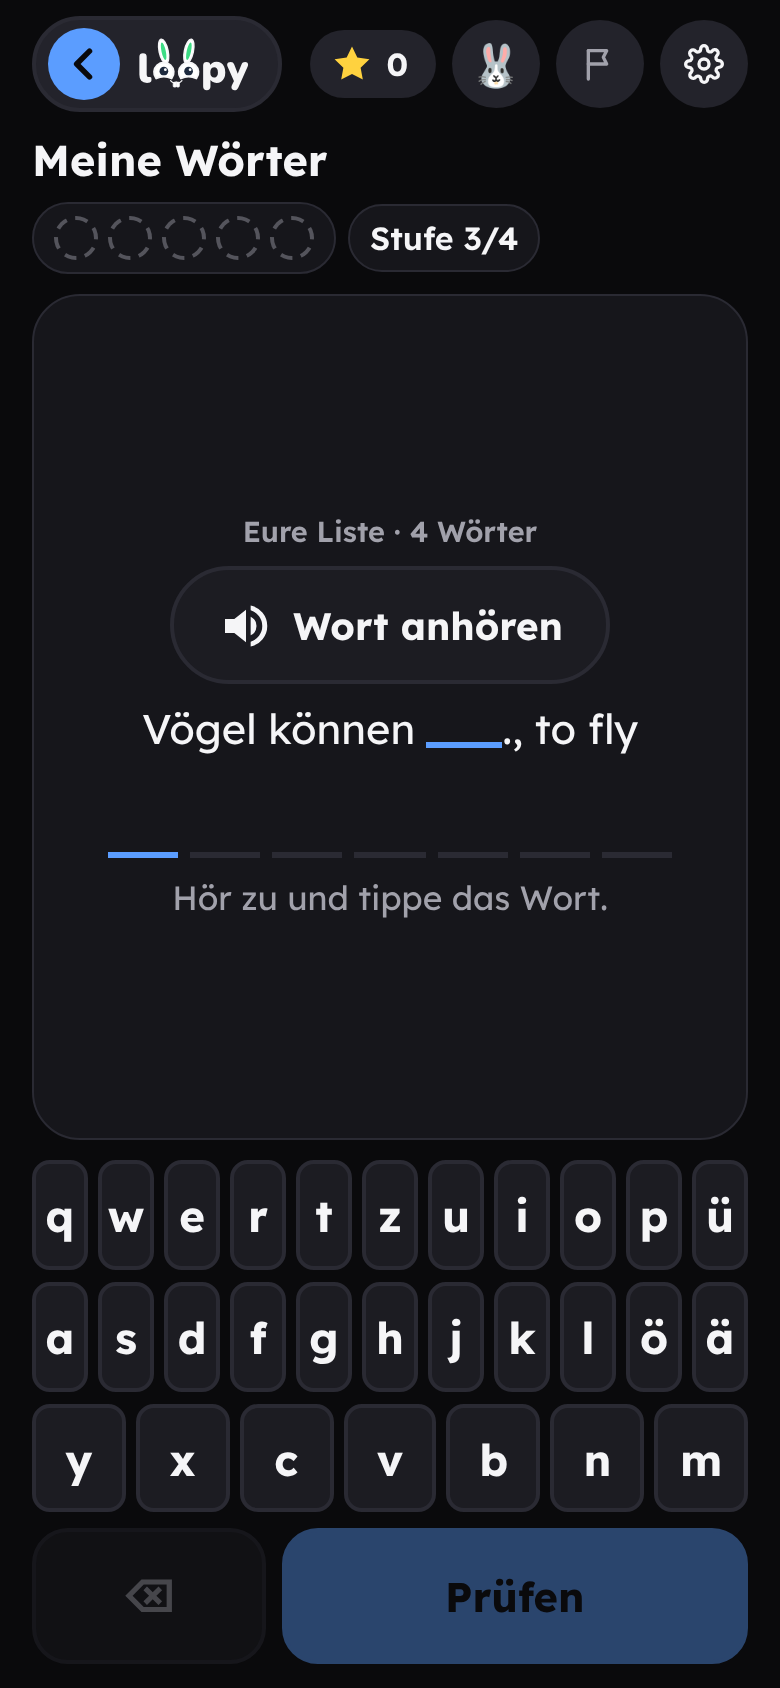 loopy
0
Meine Wörter
Stufe 3/4
Eure Liste · 4 Wörter
Wort anhören
Vögel können ___., to fly
Hör zu und tippe das Wort.
q w e r t z u i o p ü
a s d f g h j k l ö ä
y x c v b n m
Prüfen